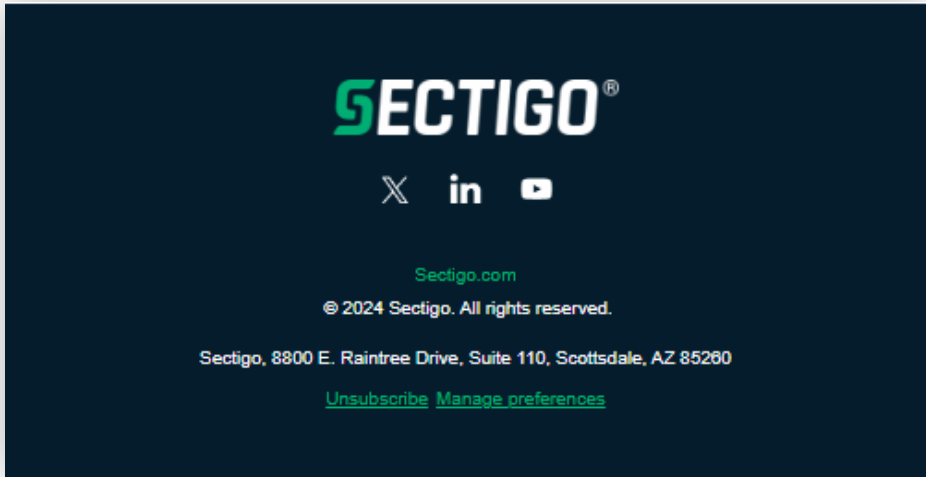 SECTIGO®
X in
Sectigo.com
© 2024 Sectigo. All rights reserved.
Sectigo, 8800 E. Raintree Drive, Suite 110, Scottsdale, AZ 85260
Unsubscribe Manage preferences